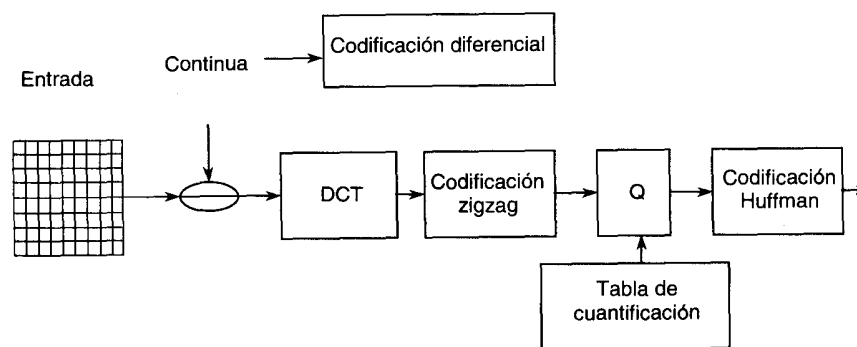 Codificación diferencial
Continua
Entrada
DCT
Codificación
zigzag
Q
Codificación
Huffman
Tabla de
cuantificación